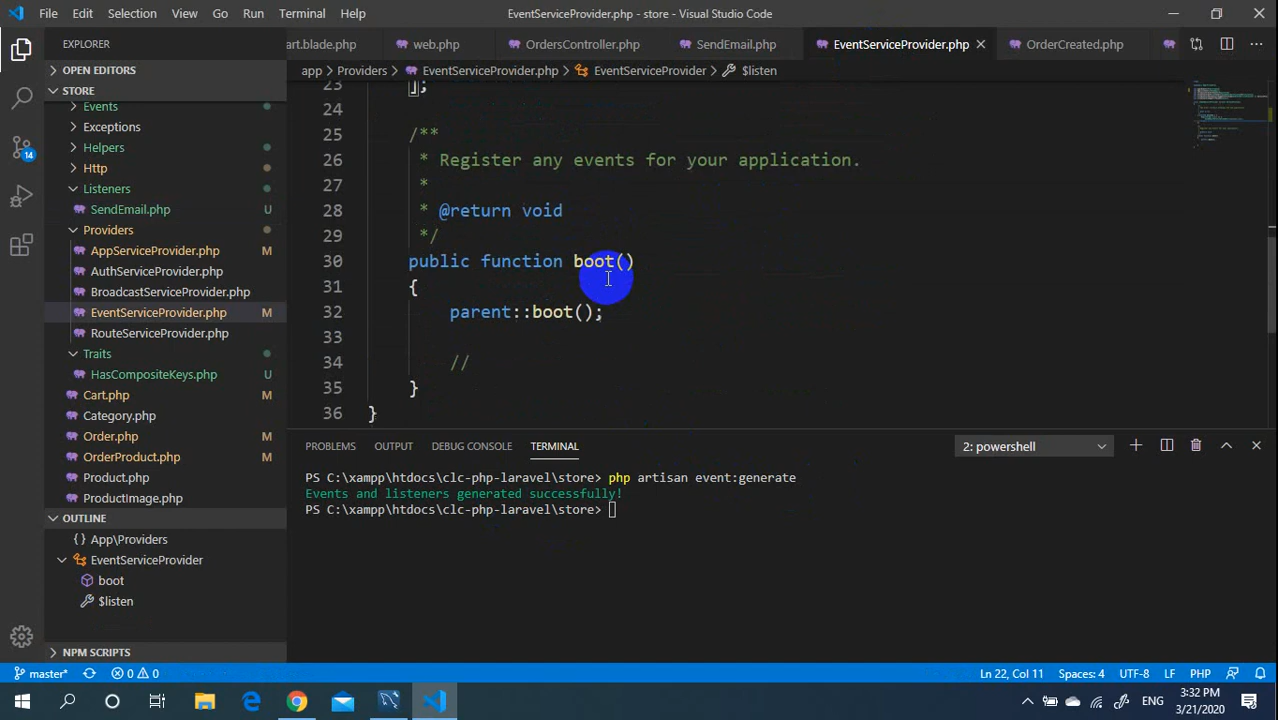 File Edit Selection View Go Run Terminal Help
EventServiceProvider.php - store - Visual Studio Code
EXPLORER
OPEN EDITORS
STORE
Events
Exceptions
Helpers
Http
Listeners
SendEmail.php U
Providers
AppServiceProvider.php M
AuthServiceProvider.php
BroadcastServiceProvider.php
EventServiceProvider.php M
RouteServiceProvider.php
Traits
HasCompositeKeys.php U
Cart.php M
Category.php
Order.php M
OrderProduct.php M
Product.php
ProductImage.php
OUTLINE
App\Providers
EventServiceProvider
boot
$listen
NPM SCRIPTS
14
art.blade.php web.php OrdersController.php SendEmail.php EventServiceProvider.php OrderCreated.php
app > Providers > EventServiceProvider.php > EventServiceProvider > $listen
23 ];
24
25 /**
26 * Register any events for your application.
27 *
28 * @return void
29 */
30 public function boot()
31 {
32 parent::boot();
33
34 //
35 }
36 }
PROBLEMS OUTPUT DEBUG CONSOLE TERMINAL 2: powershell
PS C:\xampp\htdocs\clc-php-laravel\store> php artisan event:generate
Events and listeners generated successfully!
PS C:\xampp\htdocs\clc-php-laravel\store>
master* 0 0 Ln 22, Col 11 Spaces: 4 UTF-8 LF PHP
ENG 3:32 PM
3/21/2020